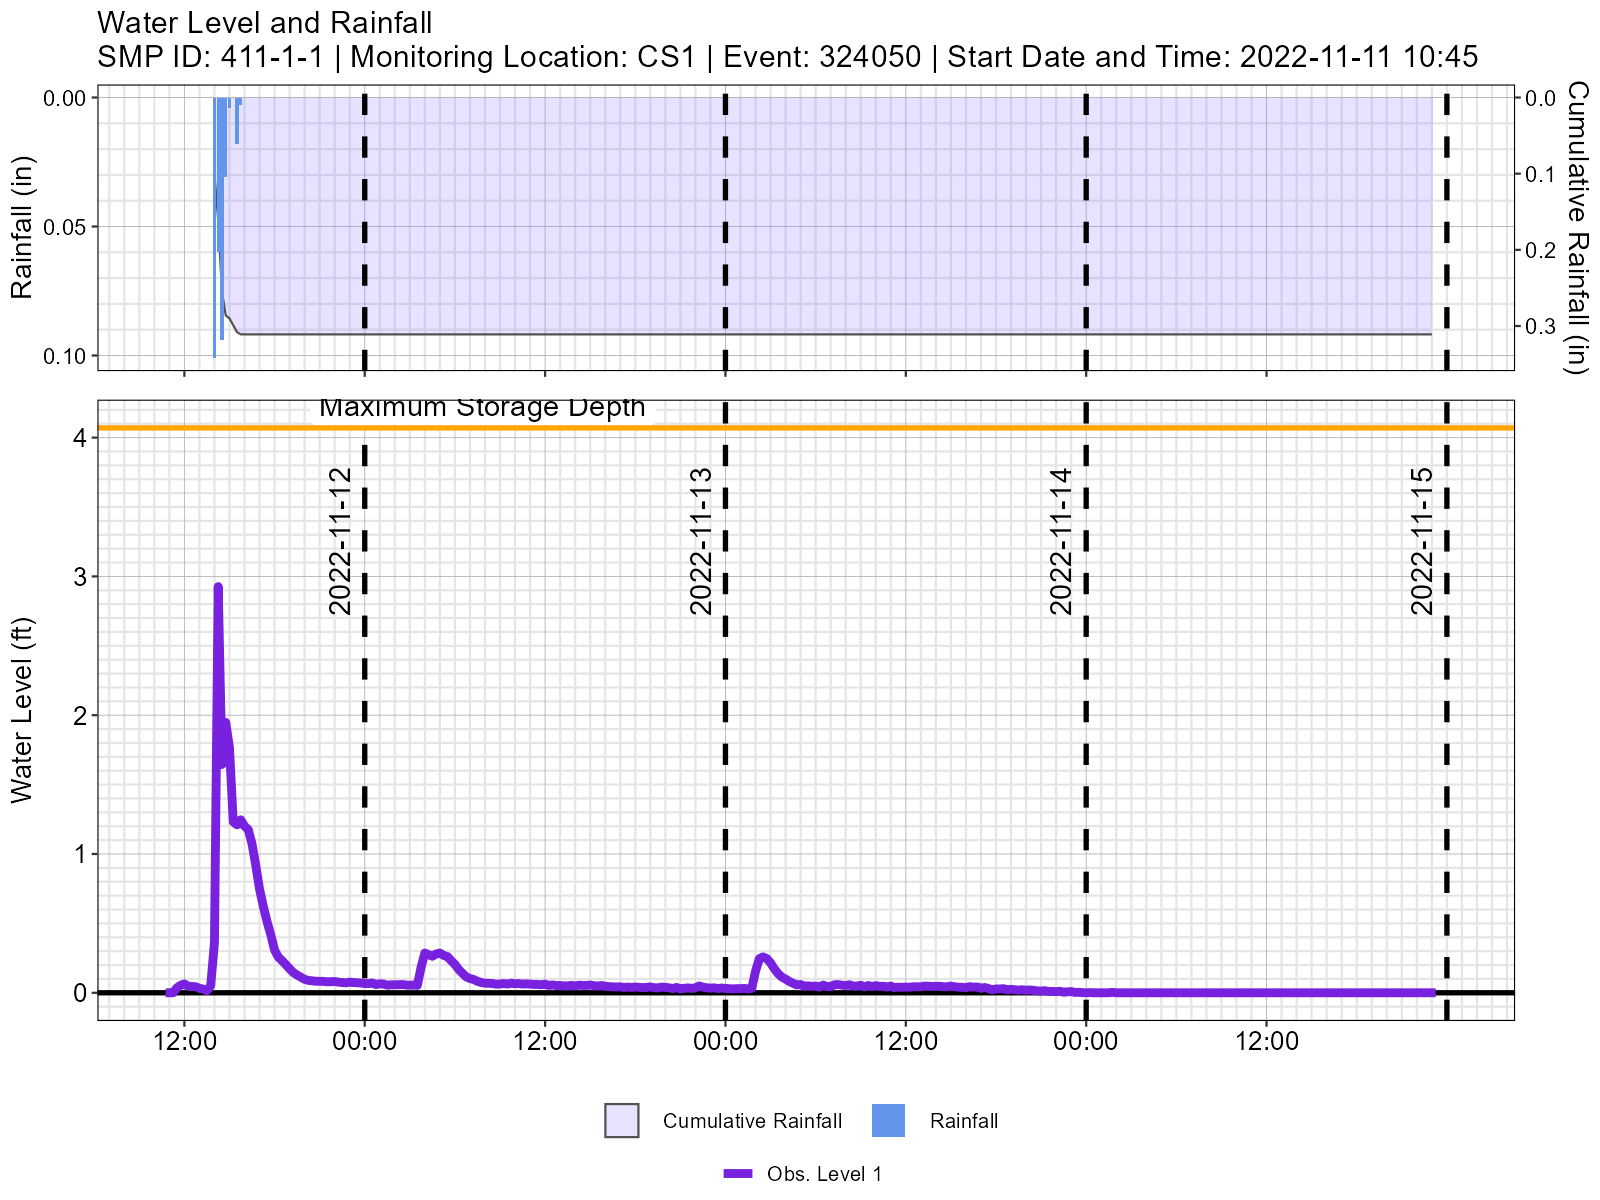 Water Level and Rainfall
SMP ID: 411-1-1 | Monitoring Location: CS1 | Event: 324050 | Start Date and Time: 2022-11-11 10:45
Rainfall (in)
0.00
0.05
0.10
0.0
0.1
0.2
0.3
Cumulative Rainfall (in)
Maximum Storage Depth
Water Level (ft)
4
3
2
1
0
2022-11-12
2022-11-13
2022-11-14
2022-11-15
12:00 00:00 12:00 00:00 12:00 00:00 12:00
Cumulative Rainfall Rainfall
Obs. Level 1